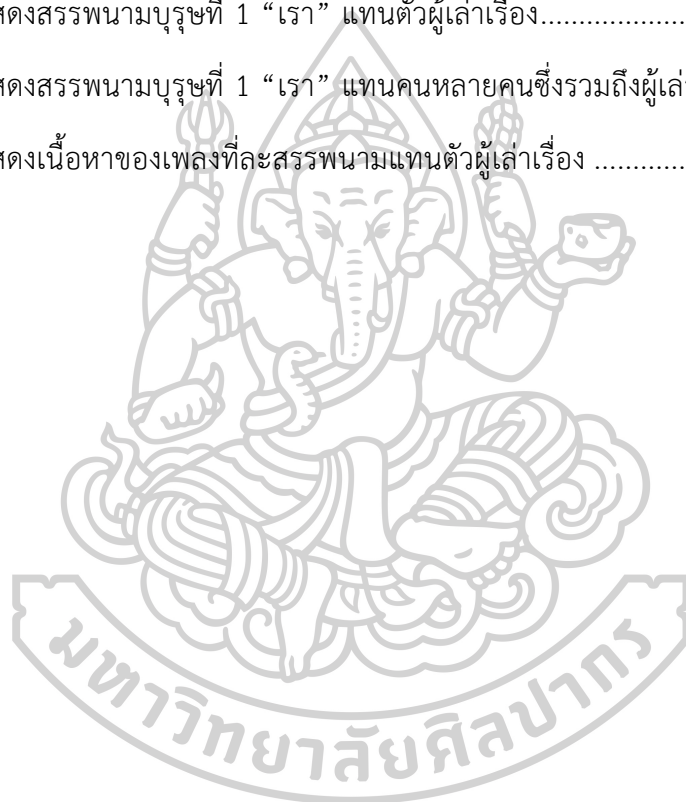 สดงสรรพนามบุรุษที่ 1 “เรา” แทนตัวผู้เล่าเรื่อง..................
สดงสรรพนามบุรุษที่ 1 “เรา” แทนคนหลายคนซึ่งรวมถึงผู้เล่า
สดงเนื้อหาของเพลงที่ละสรรพนามแทนตัวผู้เล่าเรื่อง .............
มหาวิทยาลัยศิลปากร